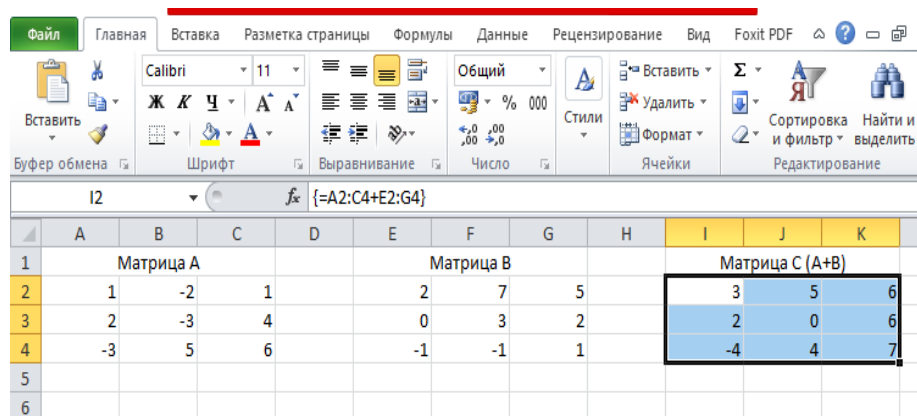 Файл Главная Вставка Разметка страницы Формулы Данные Рецензирование Вид Foxit PDF
Calibri 11 Общий Вставить Σ
Ж К Ч A A % 000 Удалить
Вставить A Стили Формат Сортировка и фильтр Найти и выделить
Буфер обмена Шрифт Выравнивание Число Ячейки Редактирование
I2 fx {=A2:C4+E2:G4}
A B C D E F G H I J K
1 Матрица A Матрица B Матрица C (A+B)
2 1 -2 1 2 7 5 3 5 6
3 2 -3 4 0 3 2 2 0 6
4 -3 5 6 -1 -1 1 -4 4 7
5
6